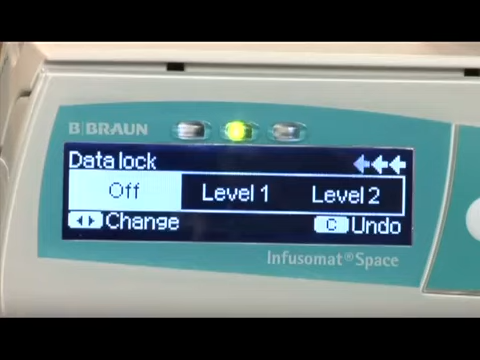 B|BRAUN
Data lock
Off Level 1 Level 2
Change C Undo
Infusomat® Space